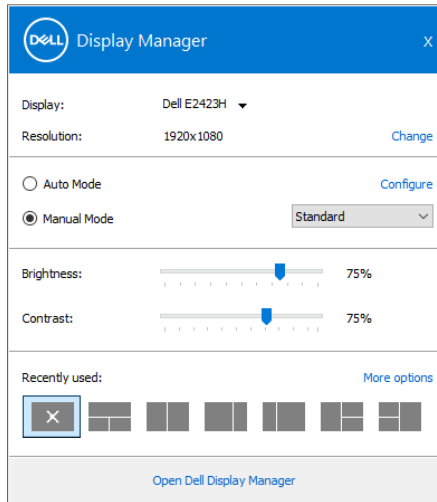 DELL Display Manager X
Display: Dell E2423H
Resolution: 1920x1080 Change
Auto Mode Configure
Manual Mode Standard
Brightness: 75%
Contrast: 75%
Recently used: More options
Open Dell Display Manager